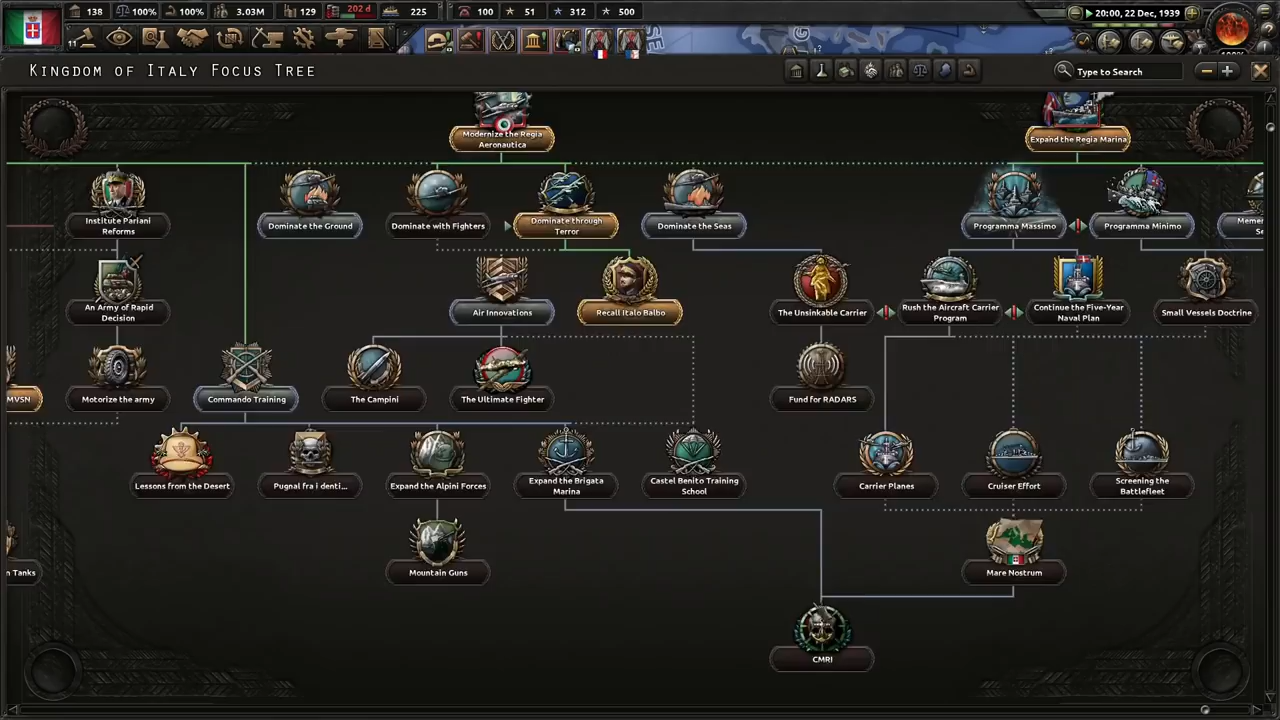 138 100% 100% 3.03M 129 202 d 225 100 51 312 500 20:00, 22 Dec, 1939
11
Kingdom of Italy Focus Tree
Type to Search
Modernize the Regia
Aeronautica
Expand the Regia Marina
Institute Pariani
Reforms
Dominate the Ground
Dominate with Fighters
Dominate through
Terror
Dominate the Seas
Programma Massimo
Programma Minimo
An Army of Rapid
Decision
Air Innovations
Recall Italo Balbo
The Unsinkable Carrier
Rush the Aircraft Carrier
Program
Continue the Five-Year
Naval Plan
Small Vessels Doctrine
MVSN
Motorize the army
Commando Training
The Campini
The Ultimate Fighter
Fund for RADARS
Lessons from the Desert
Pugnal fra i denti...
Expand the Alpini Forces
Expand the Brigata
Marina
Castel Benito Training
School
Carrier Planes
Cruiser Effort
Screening the
Battlefleet
n Tanks
Mountain Guns
Mare Nostrum
CMRI